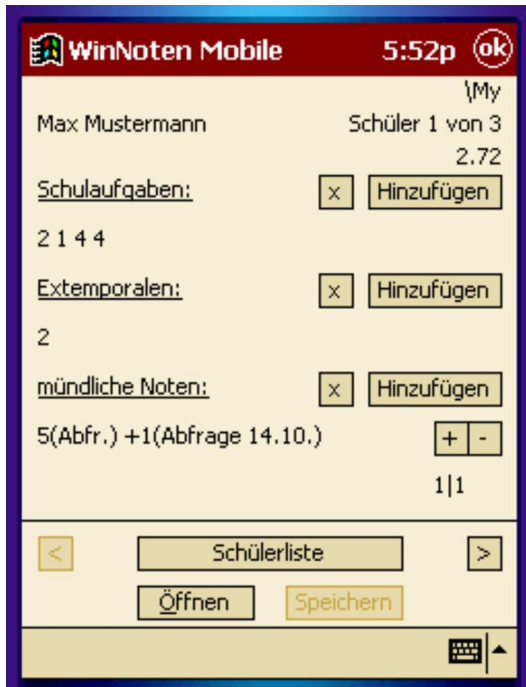 WinNoten Mobile 5:52p ok
\My
Max Mustermann Schüler 1 von 3
2.72
Schulaufgaben: x Hinzufügen
2 1 4 4
Extemporalen: x Hinzufügen
2
mündliche Noten: x Hinzufügen
5(Abfr.) +1(Abfrage 14.10.) + -
1|1
< Schülerliste >
Öffnen Speichern